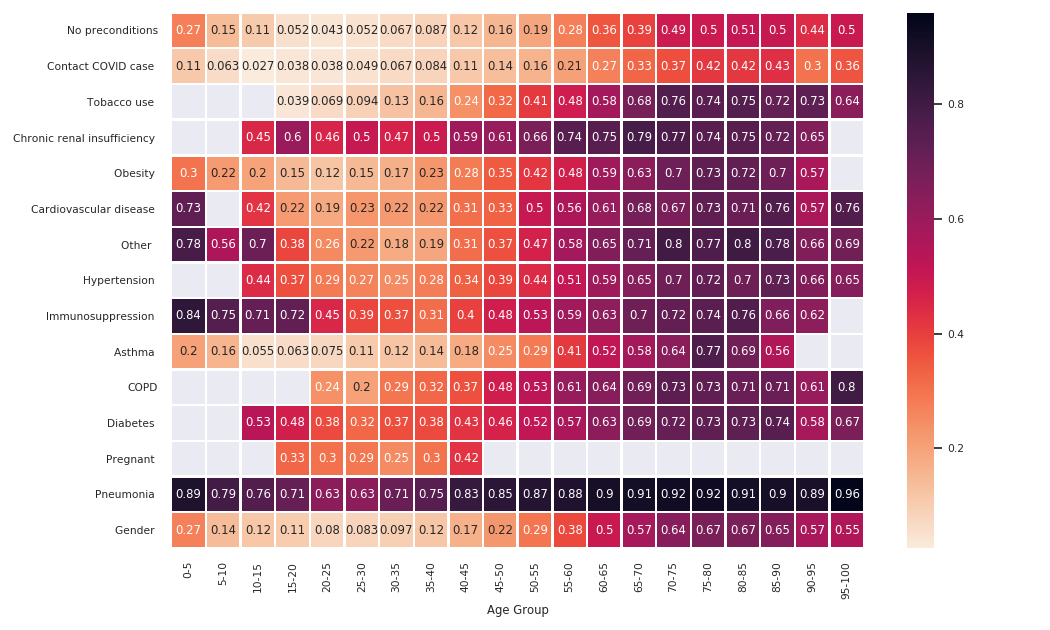 No preconditions 0.27 0.15 0.11 0.052 0.043 0.052 0.067 0.087 0.12 0.16 0.19 0.28 0.36 0.39 0.49 0.5 0.51 0.5 0.44 0.5
Contact COVID case 0.11 0.063 0.027 0.038 0.038 0.049 0.067 0.084 0.11 0.14 0.16 0.21 0.27 0.33 0.37 0.42 0.42 0.43 0.3 0.36
Tobacco use 0.039 0.069 0.094 0.13 0.16 0.24 0.32 0.41 0.48 0.58 0.68 0.76 0.74 0.75 0.72 0.73 0.64
0.8
Chronic renal insufficiency 0.45 0.6 0.46 0.5 0.47 0.5 0.59 0.61 0.66 0.74 0.75 0.79 0.77 0.74 0.75 0.72 0.65
Obesity 0.3 0.22 0.2 0.15 0.12 0.15 0.17 0.23 0.28 0.35 0.42 0.48 0.59 0.63 0.7 0.73 0.72 0.7 0.57
Cardiovascular disease 0.73 0.42 0.22 0.19 0.23 0.22 0.22 0.31 0.33 0.5 0.56 0.61 0.68 0.67 0.73 0.71 0.76 0.57 0.76
0.6
Other 0.78 0.56 0.7 0.38 0.26 0.22 0.18 0.19 0.31 0.37 0.47 0.58 0.65 0.71 0.8 0.77 0.8 0.78 0.66 0.69
Hypertension 0.44 0.37 0.29 0.27 0.25 0.28 0.34 0.39 0.44 0.51 0.59 0.65 0.7 0.72 0.7 0.73 0.66 0.65
Immunosuppression 0.84 0.75 0.71 0.72 0.45 0.39 0.37 0.31 0.4 0.48 0.53 0.59 0.63 0.7 0.72 0.74 0.76 0.66 0.62
0.4
Asthma 0.2 0.16 0.055 0.063 0.075 0.11 0.12 0.14 0.18 0.25 0.29 0.41 0.52 0.58 0.64 0.77 0.69 0.56
COPD 0.24 0.2 0.29 0.32 0.37 0.48 0.53 0.61 0.64 0.69 0.73 0.73 0.71 0.71 0.61 0.8
Diabetes 0.53 0.48 0.38 0.32 0.37 0.38 0.43 0.46 0.52 0.57 0.63 0.69 0.72 0.73 0.73 0.74 0.58 0.67
0.2
Pregnant 0.33 0.3 0.29 0.25 0.3 0.42
Pneumonia 0.89 0.79 0.76 0.71 0.63 0.63 0.71 0.75 0.83 0.85 0.87 0.88 0.9 0.91 0.92 0.92 0.91 0.9 0.89 0.96
Gender 0.27 0.14 0.12 0.11 0.08 0.083 0.097 0.12 0.17 0.22 0.29 0.38 0.5 0.57 0.64 0.67 0.67 0.65 0.57 0.55
0-5 5-10 10-15 15-20 20-25 25-30 30-35 35-40 40-45 45-50 50-55 55-60 60-65 65-70 70-75 75-80 80-85 85-90 90-95 95-100
Age Group